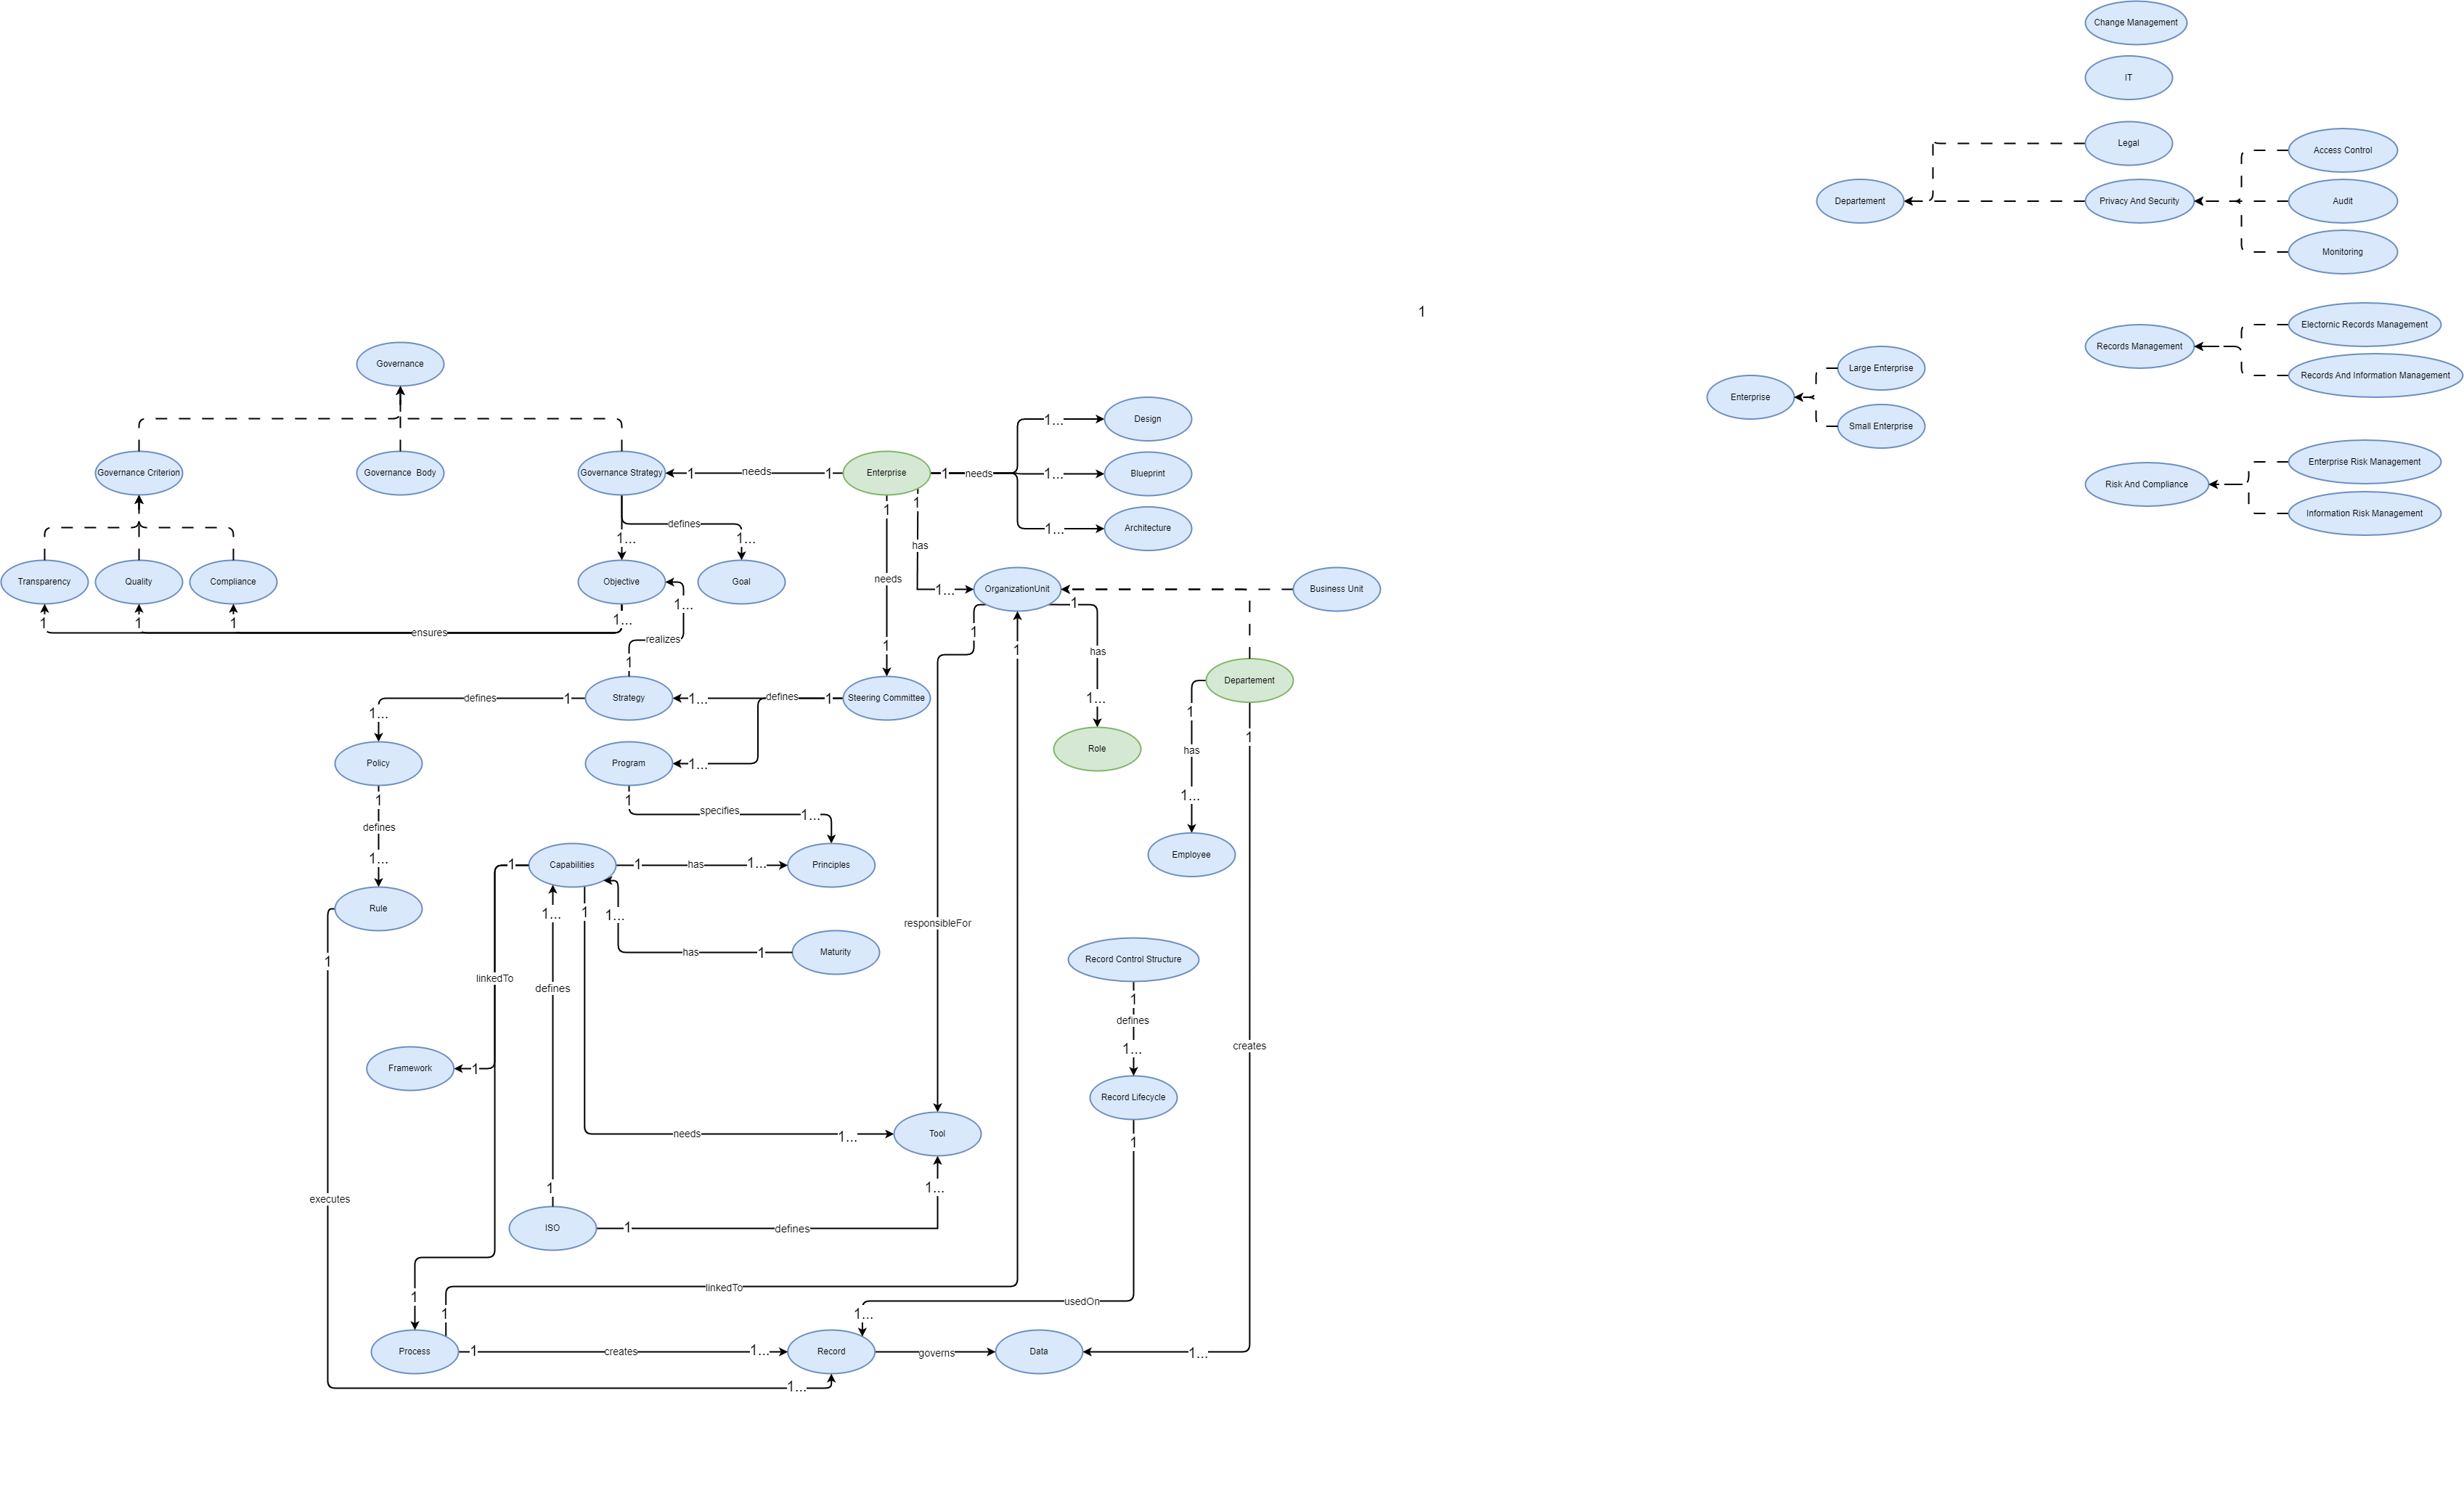 Change Management
IT
Legal
Access Control
Departement
Privacy And Security
Audit
Monitoring
1
Electornic Records Management
Records Management
Records And Information Management
Large Enterprise
Enterprise
Small Enterprise
Enterprise Risk Management
Risk And Compliance
Information Risk Management
Governance
Governance Criterion
Governance Body
Governance Strategy
1
needs
1
Enterprise
1
needs
1...
Design
1...
Blueprint
1...
Architecture
1
has
1...
1
needs
1
defines
1...
1...
Transparency
Quality
Compliance
Objective
Goal
OrganizationUnit
Business Unit
1
1
1
ensures
1...
1...
realizes
1
1
1
1
has
1...
Departement
Strategy
1
defines
1...
1...
defines
1
Steering Committee
1...
Program
Policy
Role
1
has
1...
1
1
specifies
1...
1
defines
1...
Capabilities
1
1
has
1...
Principles
Employee
Rule
1...
1
1...
has
1
Maturity
responsibleFor
Record Control Structure
1
linkedTo
defines
1
defines
1...
creates
Framework
1
Record Lifecycle
needs
1...
Tool
1
1...
executes
1
ISO
1
defines
1
1
linkedTo
usedOn
1...
Process
1
creates
1...
Record
governs
Data
1...
1...